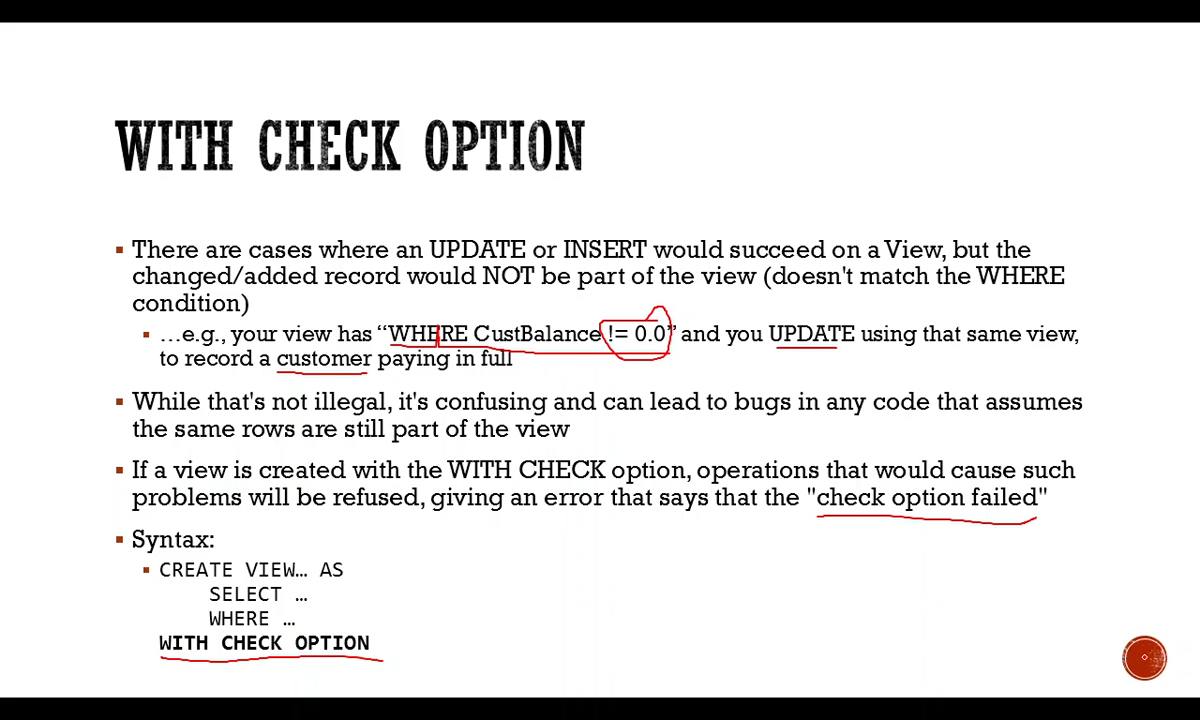 WITH CHECK OPTION
▪ There are cases where an UPDATE or INSERT would succeed on a View, but the
changed/added record would NOT be part of the view (doesn't match the WHERE
condition)
▪ …e.g., your view has “WHERE CustBalance != 0.0” and you UPDATE using that same view,
to record a customer paying in full
▪ While that's not illegal, it's confusing and can lead to bugs in any code that assumes
the same rows are still part of the view
▪ If a view is created with the WITH CHECK option, operations that would cause such
problems will be refused, giving an error that says that the "check option failed"
▪ Syntax:
▪ CREATE VIEW… AS
SELECT …
WHERE …
WITH CHECK OPTION